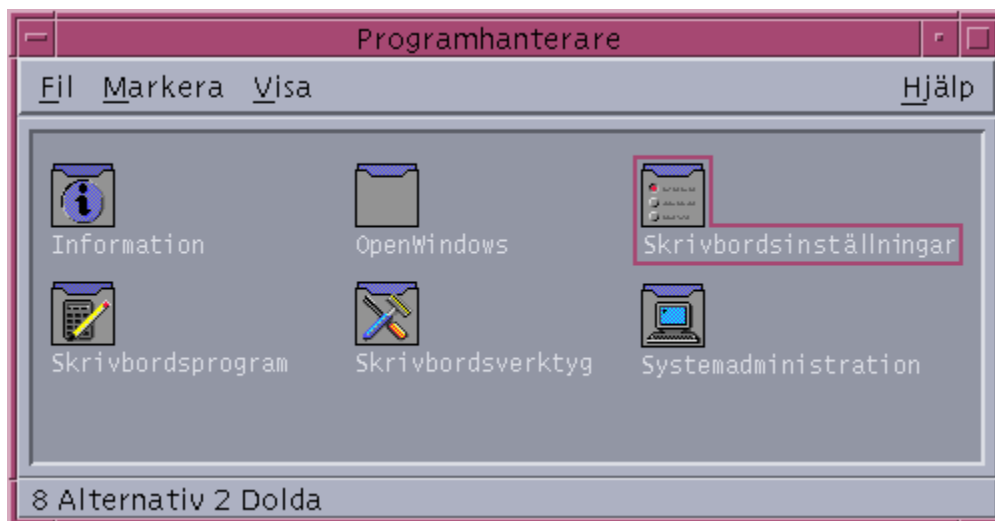 Programhanterare
Fil Markera Visa Hjälp
Information OpenWindows Skrivbordsinställningar
Skrivbordsprogram Skrivbordsverktyg Systemadministration
8 Alternativ 2 Dolda